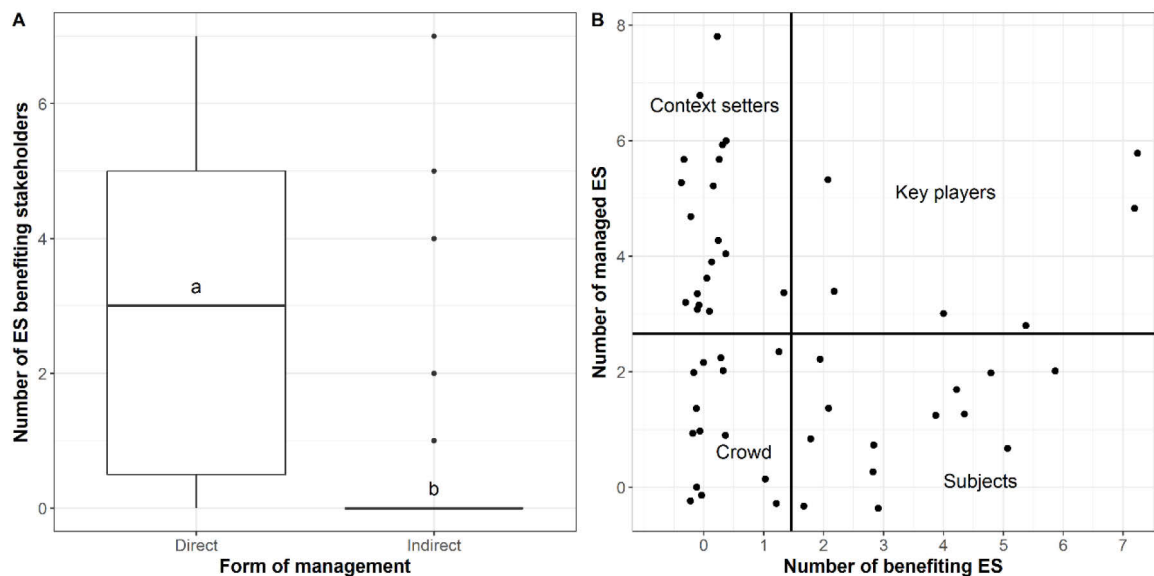 A
Number of ES benefiting stakeholders
6
4
2
0
a
b
Direct
Indirect
Form of management
B
Number of managed ES
8
6
4
2
0
Context setters
Key players
Crowd
Subjects
0 1 2 3 4 5 6 7
Number of benefiting ES